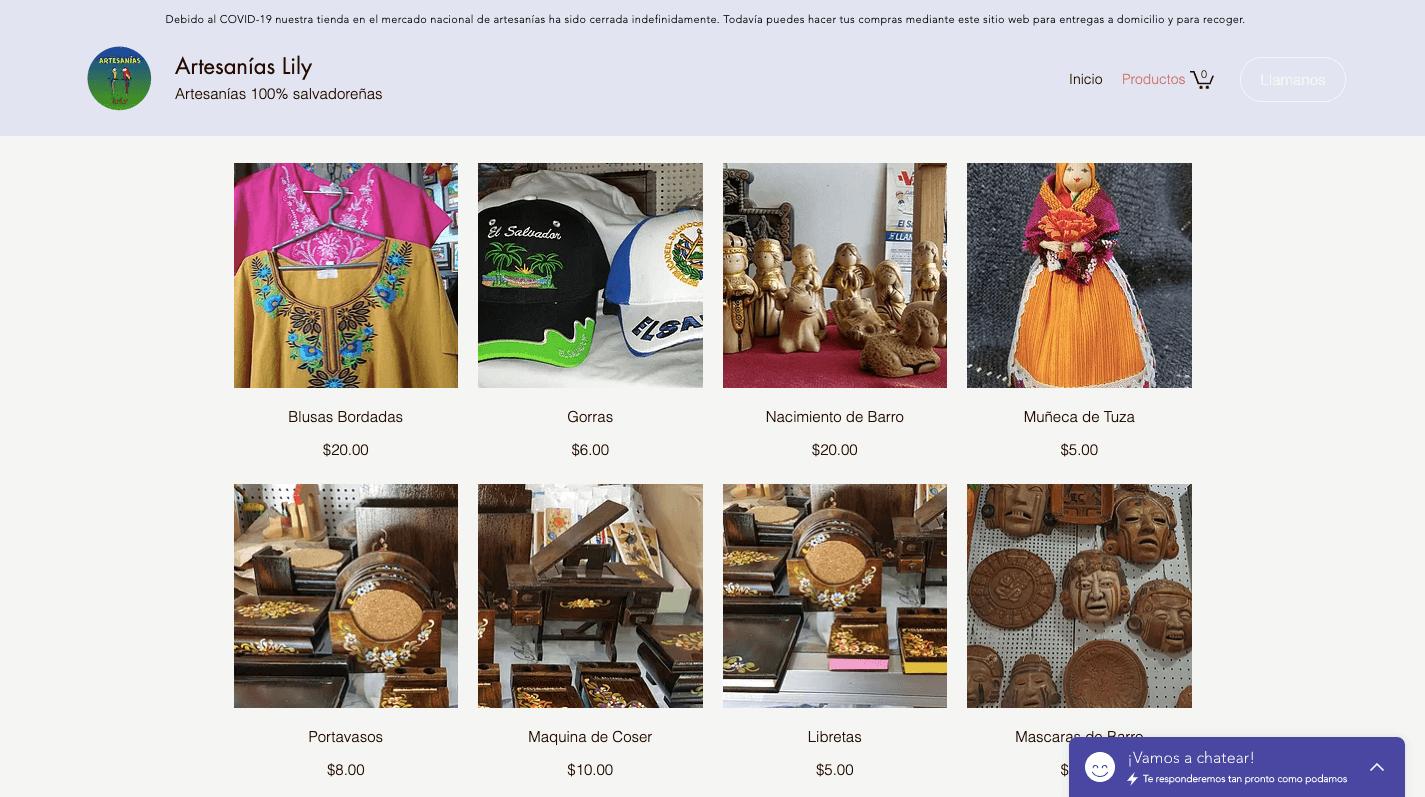 Debido al COVID-19 nuestra tienda en el mercado nacional de artesanías ha sido cerrada indefinidamente. Todavía puedes hacer tus compras mediante este sitio web para entregas a domicilio y para recoger.
ARTESANÍAS
Artesanías Lily
Artesanías 100% salvadoreñas
Inicio
Productos
0
Llamanos
El Salvador
EL SALVADOR
Blusas Bordadas
Gorras
Nacimiento de Barro
Muñeca de Tuza
$20.00
$6.00
$20.00
$5.00
Portavasos
Maquina de Coser
Libretas
Mascaras de Barro
$8.00
$10.00
$5.00
$
¡Vamos a chatear!
Te responderemos tan pronto como podamos